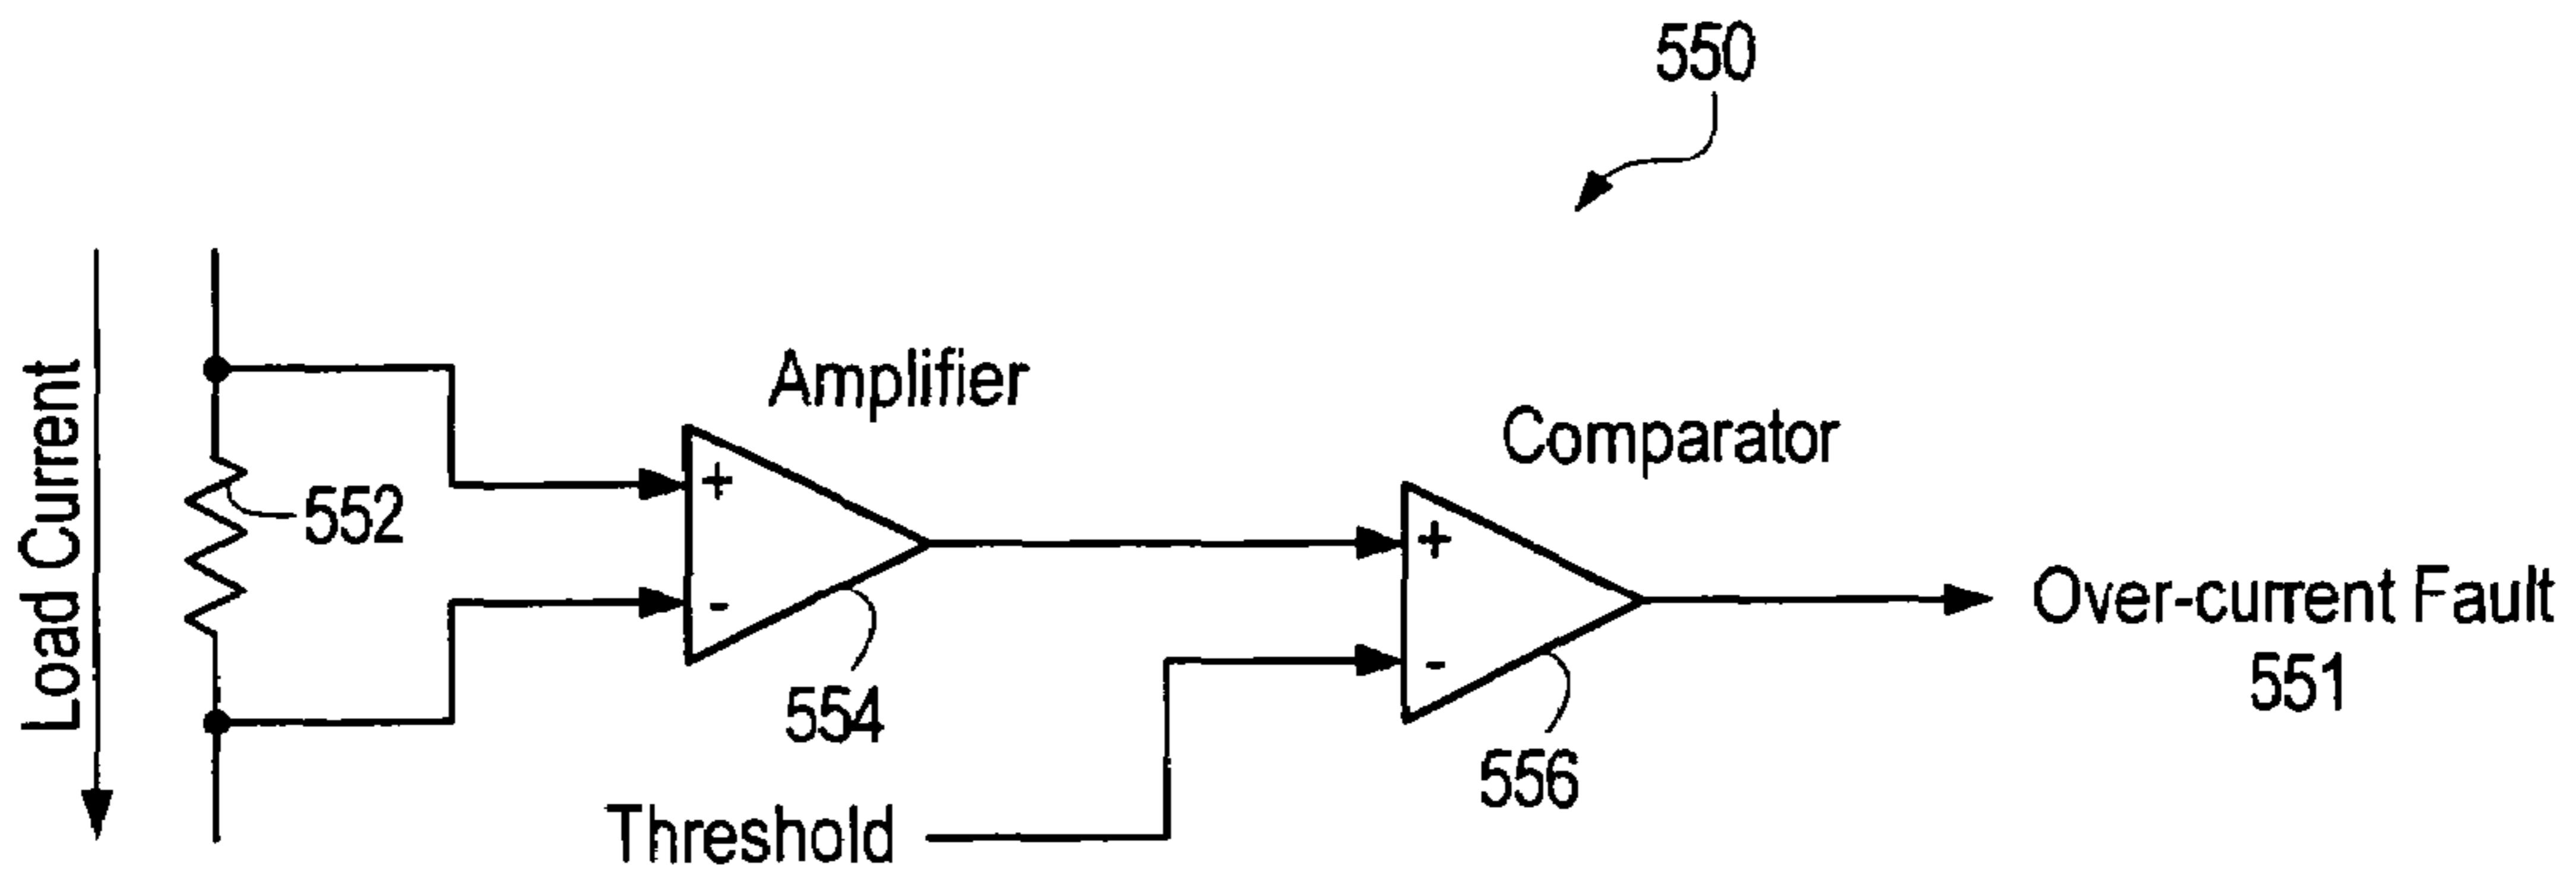 550
Load Current
552
Amplifier
+
-
554
Comparator
+
-
556
Threshold
Over-current Fault
551